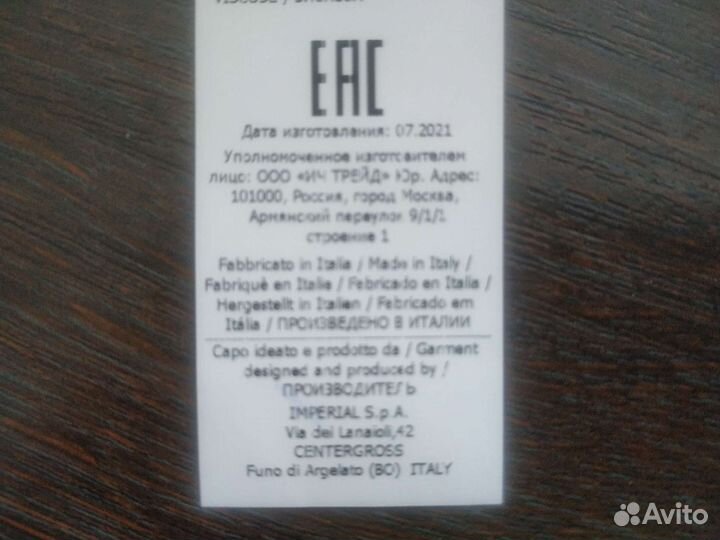 VISCOSE /
EAC
Дата изготовления: 07.2021
Уполномоченное изготовителем
лицо: ООО «ИЧ ТРЕЙД» Юр. Адрес:
101000, Россия, город Москва,
Армянский переулок 9/1/1
строение 1
Fabbricato in Italia / Made in Italy /
Fabriqué en Italie / Fabricado en Italia /
Hergestellt in Italien / Fabricado em
Itália / ПРОИЗВЕДЕНО В ИТАЛИИ
Capo ideato e prodotto da / Garment
designed and produced by /
ПРОИЗВОДИТЕЛЬ
IMPERIAL S.p.A.
Via dei Lanaioli,42
CENTERGROSS
Funo di Argelato (BO) ITALY
Avito